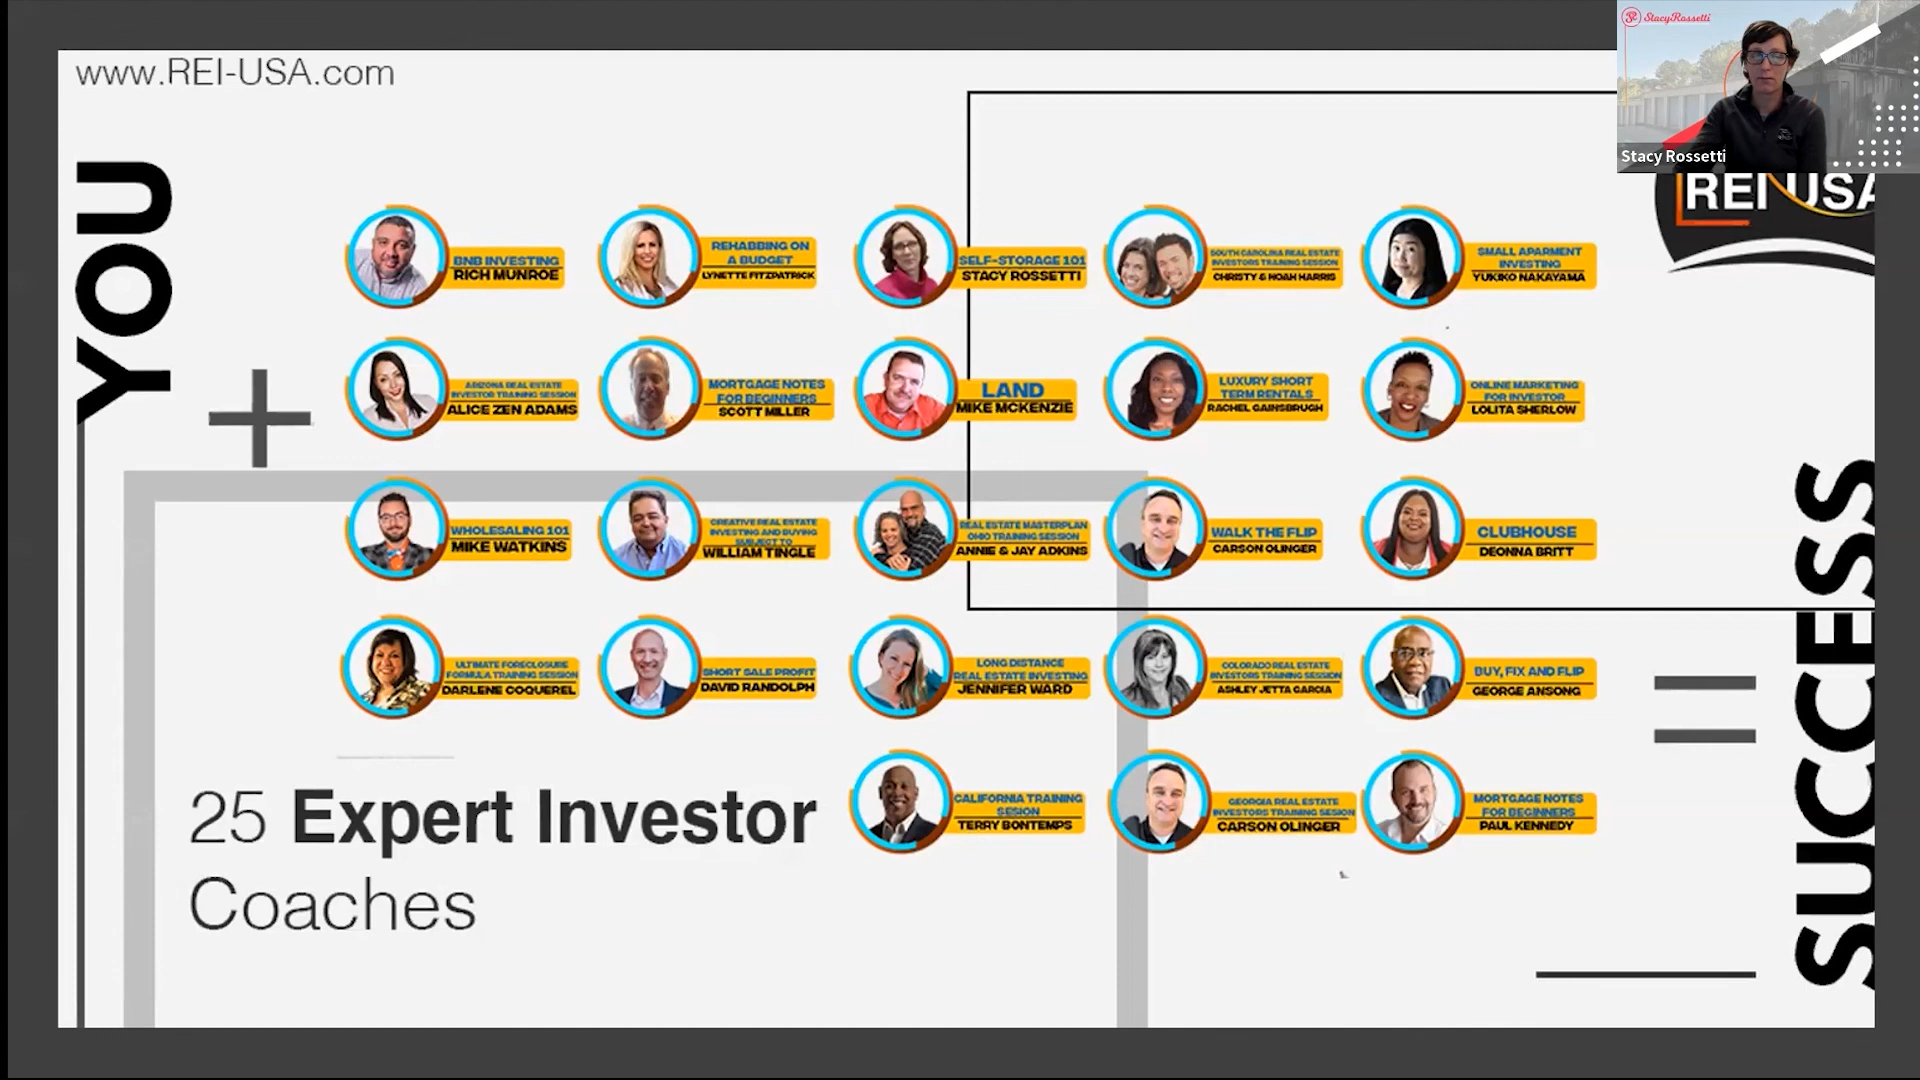 www.REI-USA.com
StacyRossetti
Stacy Rossetti
REI USA
YOU
BNB INVESTING
RICH MUNROE
REHABBING ON
A BUDGET
LYNETTE FITZPATRICK
SELF-STORAGE 101
STACY ROSSETTI
SOUTH CAROLINA REAL ESTATE
INVESTORS TRAINING SESSION
CHRISTY & NOAH HARRIS
SMALL APARMENT
INVESTING
YUKIKO NAKAYAMA
ARIZONA REAL ESTATE
INVESTOR TRAINING SESSION
ALICE ZEN ADAMS
MORTGAGE NOTES
FOR BEGINNERS
SCOTT MILLER
LAND
MIKE MCKENZIE
LUXURY SHORT
TERM RENTALS
RACHEL GAINSBRUGH
ONLINE MARKETING
FOR INVESTOR
LOLITA SHERLOW
+
WHOLESALING 101
MIKE WATKINS
CREATIVE REAL ESTATE
INVESTING AND BUYING
SUBJECT TO
WILLIAM TINGLE
REAL ESTATE MASTERPLAN
OHIO TRAINING SESSION
ANNIE & JAY ADKINS
WALK THE FLIP
CARSON OLINGER
CLUBHOUSE
DEONNA BRITT
ULTIMATE FORECLOSURE
FORMULA TRAINING SESSION
DARLENE COQUEREL
SHORT SALE PROFIT
DAVID RANDOLPH
LONG DISTANCE
REAL ESTATE INVESTING
JENNIFER WARD
COLORADO REAL ESTATE
INVESTORS TRAINING SESSION
ASHLEY JETTA GARCIA
BUY, FIX AND FLIP
GEORGE ANSONG
CALIFORNIA TRAINING
SESION
TERRY BONTEMPS
GEORGIA REAL ESTATE
INVESTORS TRAINING SESION
CARSON OLINGER
MORTGAGE NOTES
FOR BEGINNERS
PAUL KENNEDY
25 Expert Investor
Coaches
=
SUCCESS